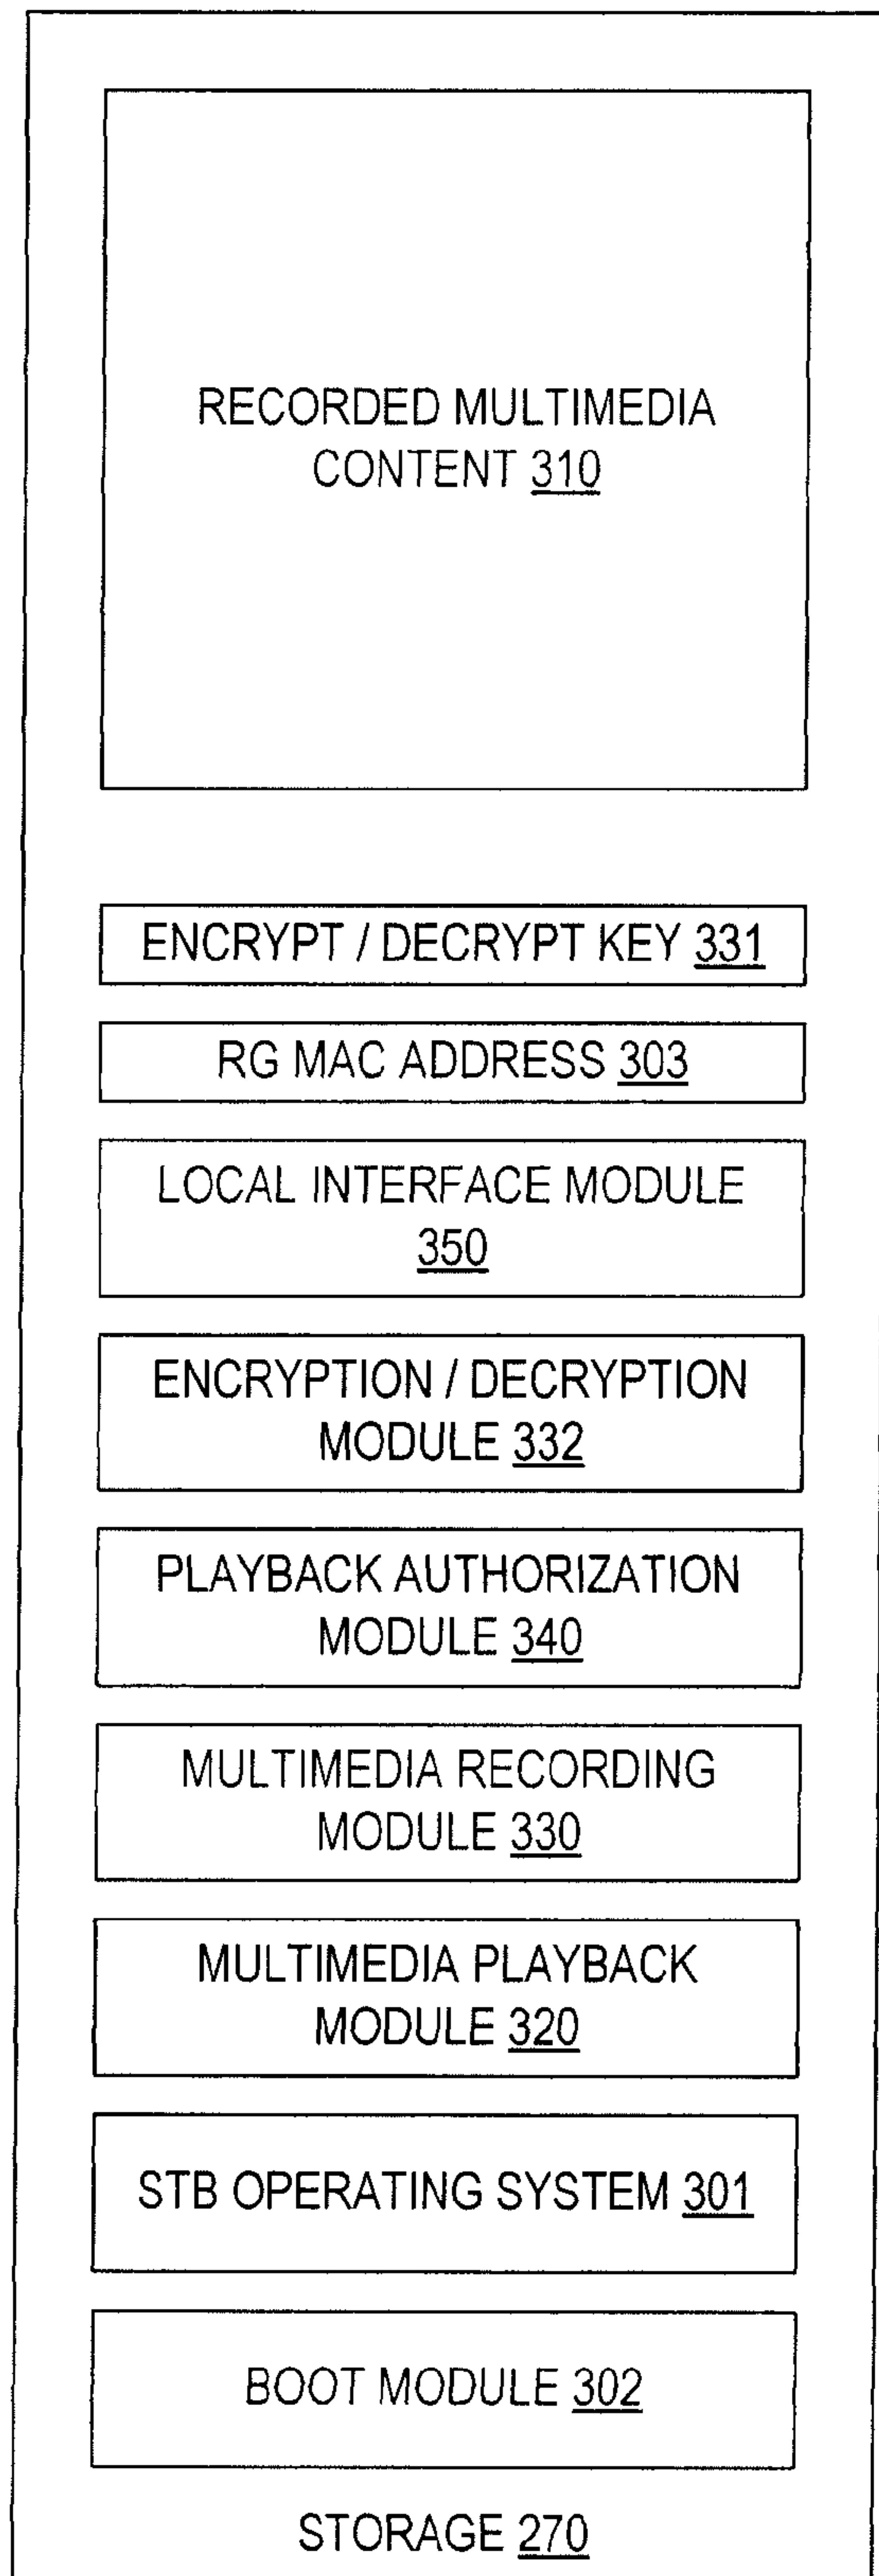 RECORDED MULTIMEDIA
CONTENT 310
ENCRYPT / DECRYPT KEY 331
RG MAC ADDRESS 303
LOCAL INTERFACE MODULE
350
ENCRYPTION / DECRYPTION
MODULE 332
PLAYBACK AUTHORIZATION
MODULE 340
MULTIMEDIA RECORDING
MODULE 330
MULTIMEDIA PLAYBACK
MODULE 320
STB OPERATING SYSTEM 301
BOOT MODULE 302
STORAGE 270